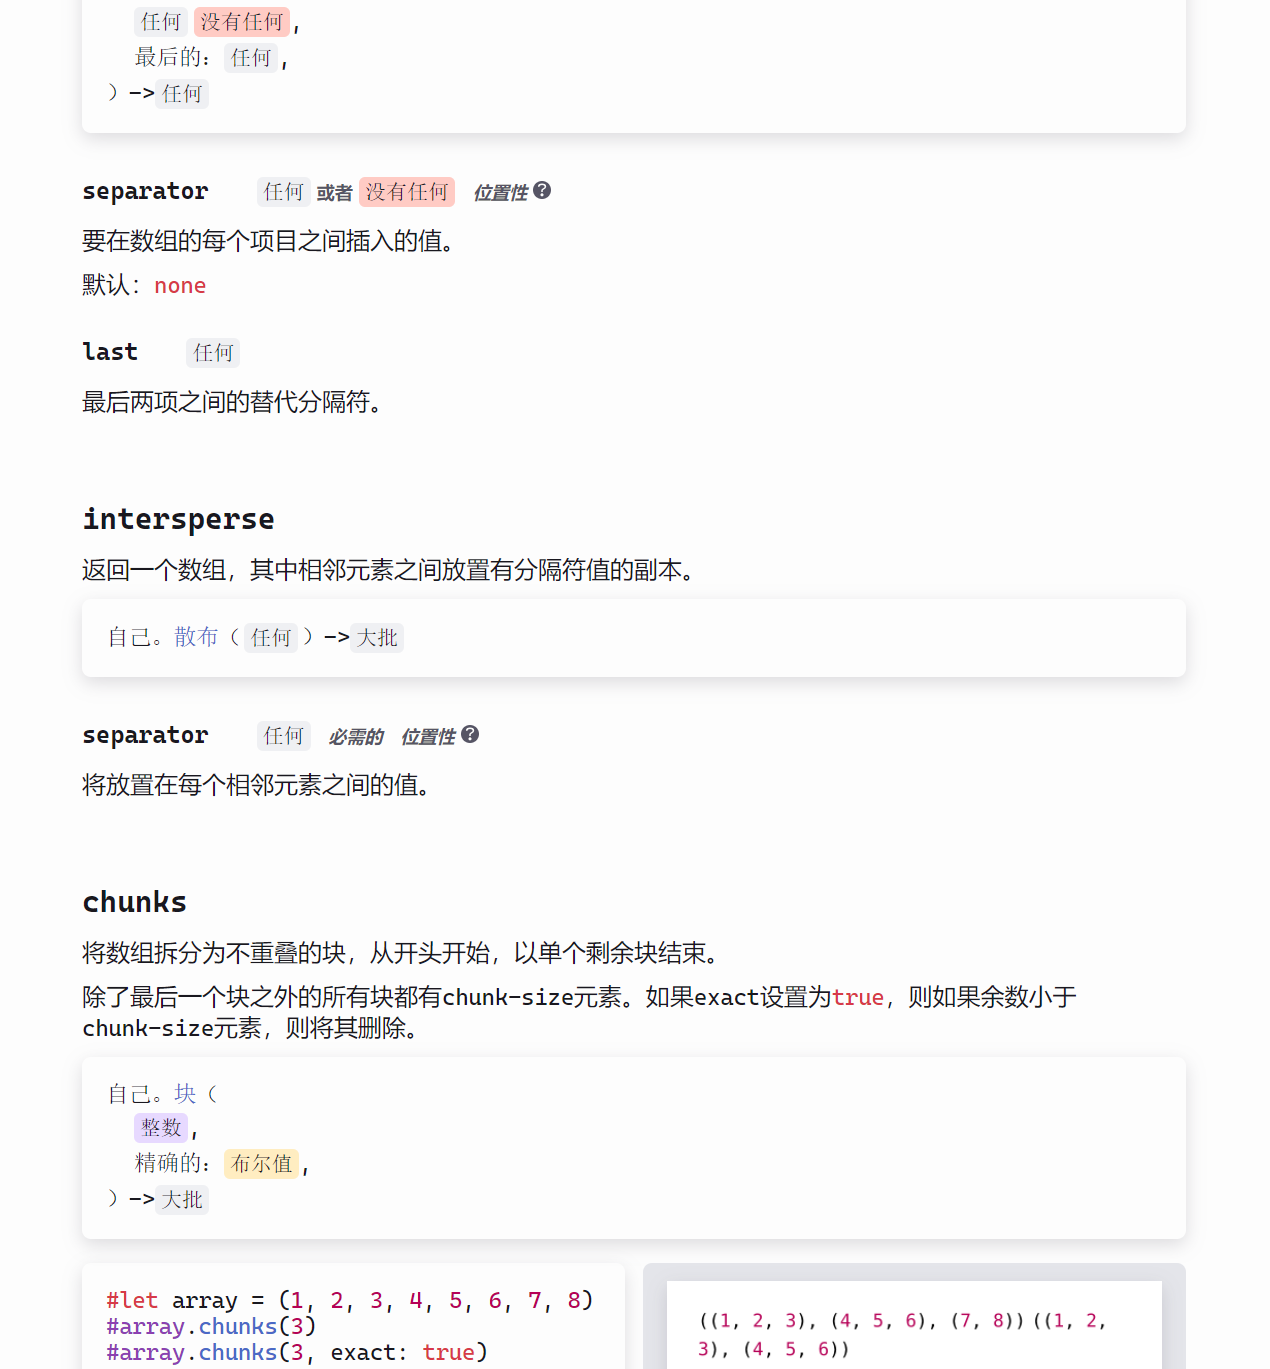 任何 没有任何,
最后的：任何,
）->任何
separator 任何 或者 没有任何 位置性 ?
要在数组的每个项目之间插入的值。
默认：none
last 任何
最后两项之间的替代分隔符。
intersperse
返回一个数组，其中相邻元素之间放置有分隔符值的副本。
自己。散布（任何）->大批
separator 任何 必需的 位置性 ?
将放置在每个相邻元素之间的值。
chunks
将数组拆分为不重叠的块，从开头开始，以单个剩余块结束。
除了最后一个块之外的所有块都有chunk-size元素。如果exact设置为true，则如果余数小于
chunk-size元素，则将其删除。
自己。块（
整数,
精确的：布尔值,
）->大批
#let array = (1, 2, 3, 4, 5, 6, 7, 8)
#array.chunks(3)
#array.chunks(3, exact: true)
((1, 2, 3), (4, 5, 6), (7, 8)) ((1, 2,
3), (4, 5, 6))